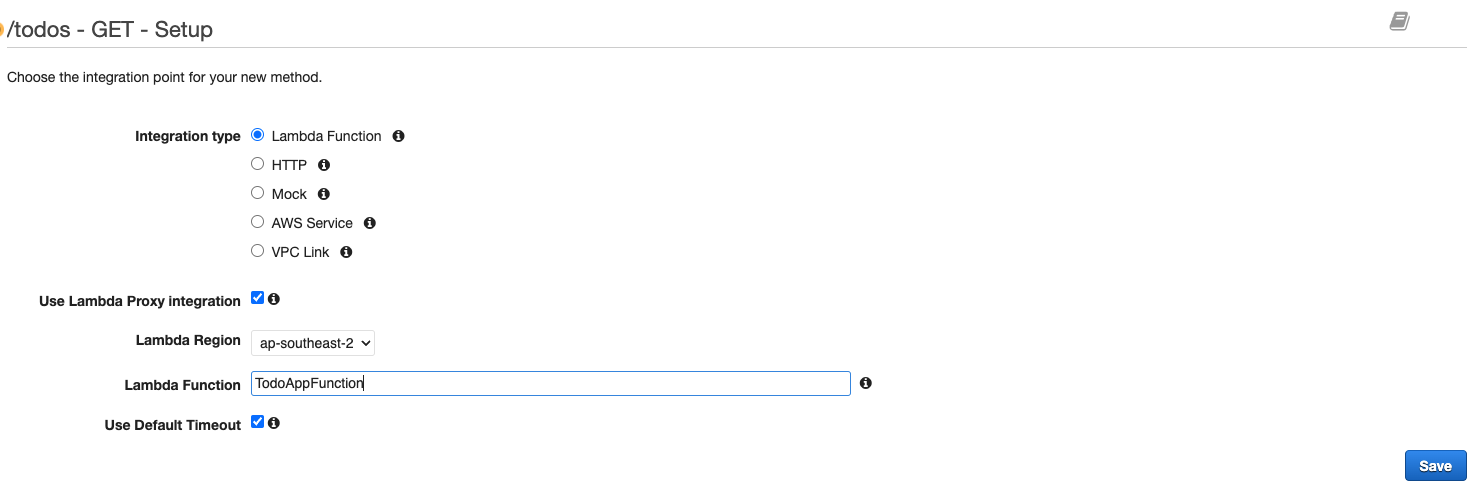 /todos - GET - Setup
Choose the integration point for your new method.
Integration type Lambda Function
HTTP
Mock
AWS Service
VPC Link
Use Lambda Proxy integration
Lambda Region ap-southeast-2
Lambda Function TodoAppFunction
Use Default Timeout
Save